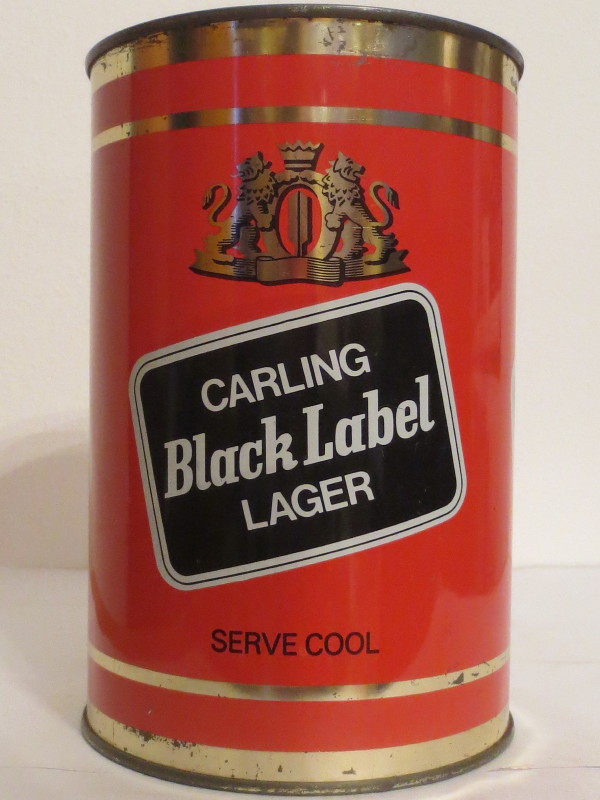 CARLING
Black Label
LAGER
SERVE COOL